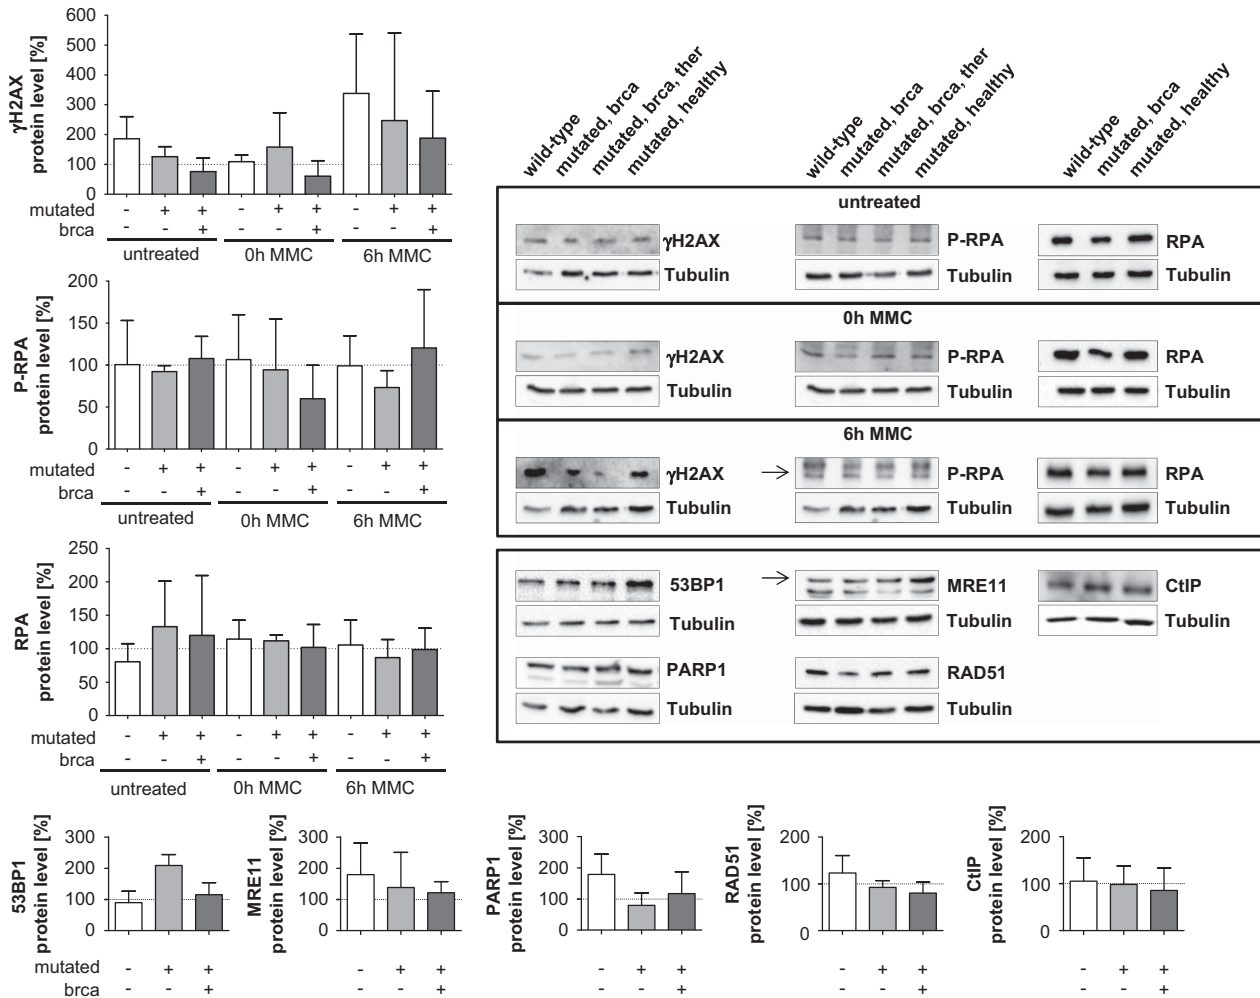 γH2AX
protein level [%]
600
500
400
300
200
100
0
mutated - + + - + + - + +
brca - + - + - +
untreated 0h MMC 6h MMC
P-RPA
protein level [%]
200
150
100
50
0
mutated - + + - + + - + +
brca - + - + - +
untreated 0h MMC 6h MMC
RPA
protein level [%]
250
200
150
100
50
0
mutated - + + - + + - + +
brca - + - + - +
untreated 0h MMC 6h MMC
wild-type
mutated, brca
mutated, brca, ther
mutated, healthy
wild-type
mutated, brca
mutated, brca, ther
mutated, healthy
wild-type
mutated, brca
mutated, healthy
untreated
γH2AX P-RPA RPA
Tubulin Tubulin Tubulin
0h MMC
γH2AX P-RPA RPA
Tubulin Tubulin Tubulin
6h MMC
γH2AX P-RPA RPA
Tubulin Tubulin Tubulin
53BP1 MRE11 CtIP
Tubulin Tubulin Tubulin
PARP1 RAD51
Tubulin Tubulin
53BP1
protein level [%]
300
200
100
0
mutated - + +
brca - +
MRE11
protein level [%]
300
200
100
0
- + +
- +
PARP1
protein level [%]
300
200
100
0
- + +
- +
RAD51
protein level [%]
200
100
0
- + +
- +
CtIP
protein level [%]
200
100
0
- + +
- +